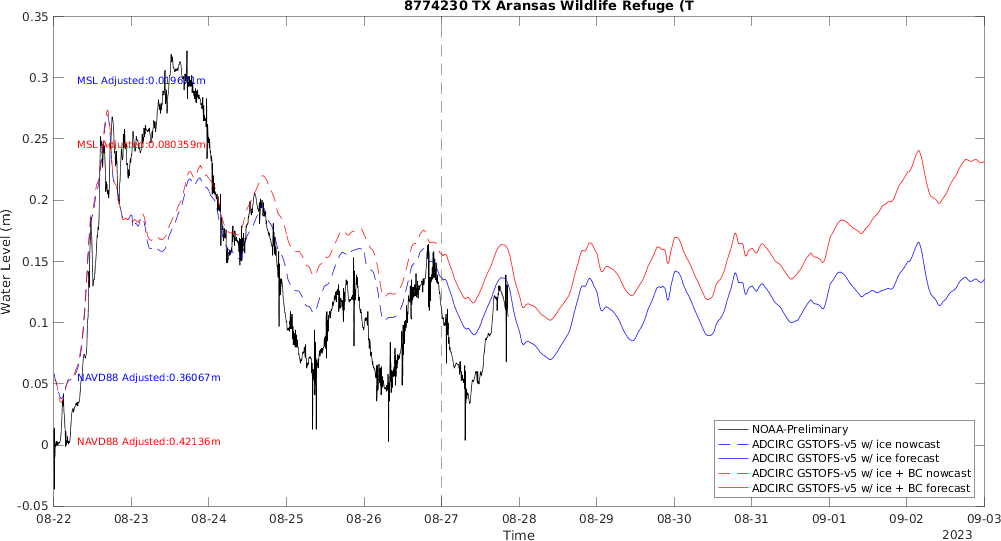 8774230 TX Aransas Wildlife Refuge (T
0.35
0.3
0.25
0.2
0.15
0.1
0.05
0
-0.05
Water Level (m)
MSL Adjusted:
MSL Adjusted:0.080359m
NAVD88 Adjusted:0.36067m
NAVD88 Adjusted:0.42136m
NOAA-Preliminary
ADCIRC GSTOFS-v5 w/ ice nowcast
ADCIRC GSTOFS-v5 w/ ice forecast
ADCIRC GSTOFS-v5 w/ ice + BC nowcast
ADCIRC GSTOFS-v5 w/ ice + BC forecast
08-22 08-23 08-24 08-25 08-26 08-27 08-28 08-29 08-30 08-31 09-01 09-02 09-03
Time
2023